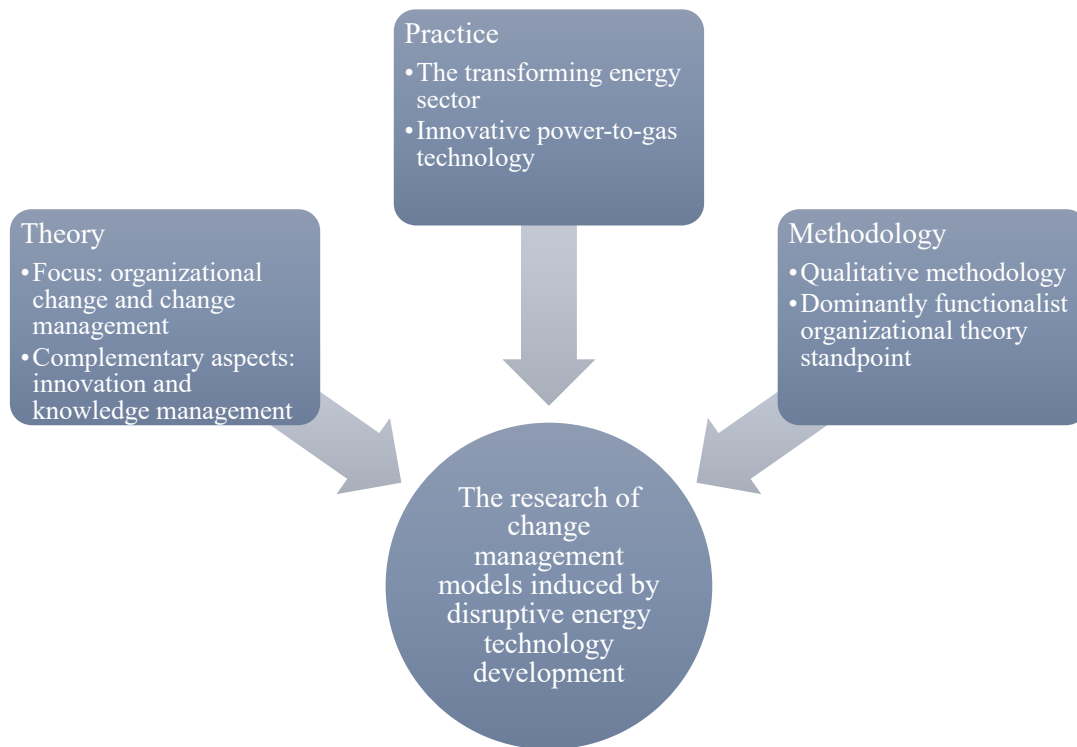 Practice
•The transforming energy
sector
•Innovative power-to-gas
technology
Theory
•Focus: organizational
change and change
management
•Complementary aspects:
innovation and
knowledge management
Methodology
•Qualitative methodology
•Dominantly functionalist
organizational theory
standpoint
The research of
change
management
models induced by
disruptive energy
technology
development